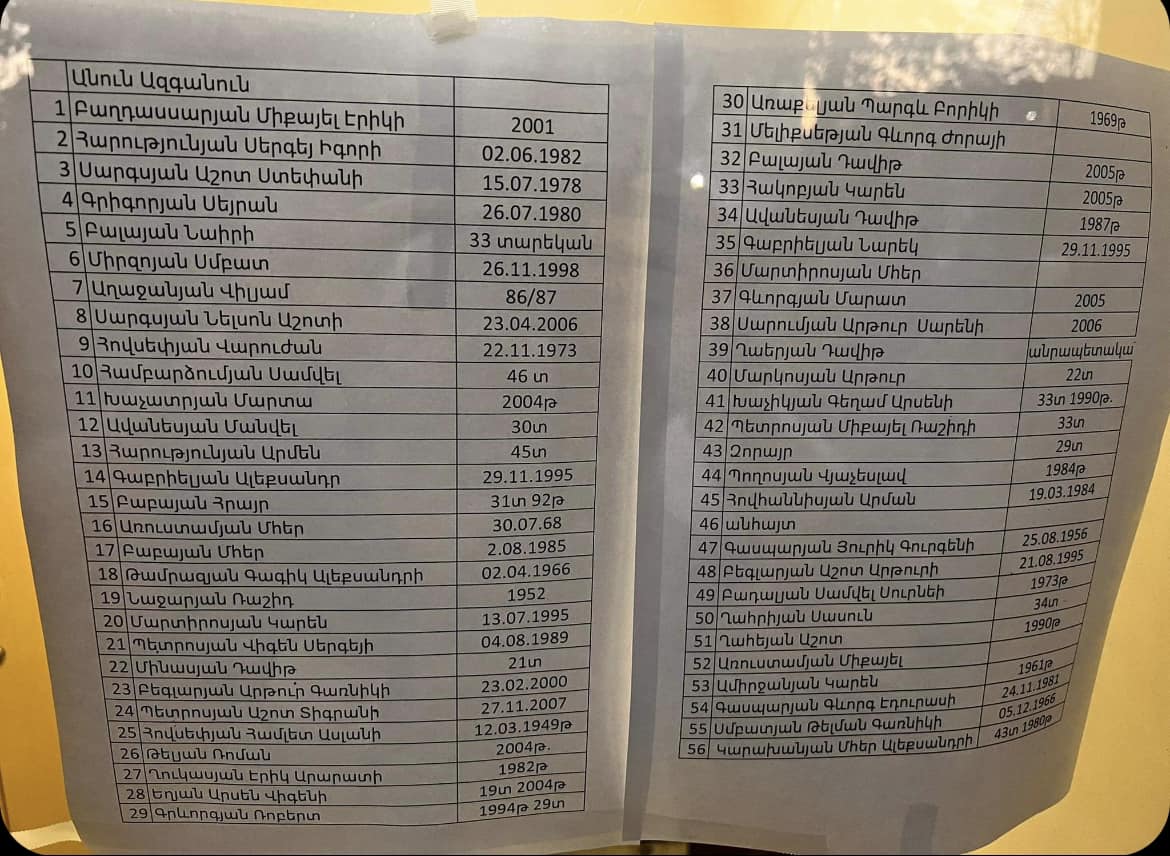 Անուն Ազգանուն
1 Բաղդասսարյան Միքայել Էրիկի 2001
2 Հարությունյան Սերգեյ Իգորի 02.06.1982
3 Սարգսյան Աշոտ Ստեփանի 15.07.1978
4 Գրիգորյան Սեյրան 26.07.1980
5 Բալայան Նաիրի 33 տարեկան
6 Միրզոյան Սմբատ 26.11.1998
7 Աղաջանյան Վիլյամ 86/87
8 Սարգսյան Նելսոն Աշոտի 23.04.2006
9 Հովսեփյան Վարուժան 22.11.1973
10 Համբարձումյան Սամվել 46 տ
11 Խաչատրյան Մարտա 2004թ
12 Ավանեսյան Մանվել 30տ
13 Հարությունյան Արմեն 45տ
14 Գաբրիելյան Ալեքսանդր 29.11.1995
15 Բաբայան Հրայր 31տ 92թ
16 Առուստամյան Մհեր 30.07.68
17 Բաբայան Մհեր 2.08.1985
18 Թամրազյան Գագիկ Ալեքսանդրի 02.04.1966
19 Նաջարյան Ռաշիդ 1952
20 Մարտիրոսյան Կարեն 13.07.1995
21 Պետրոսյան Վիգեն Սերգեյի 04.08.1989
22 Մինասյան Դավիթ 21տ
23 Բեգլարյան Արթուր Գառնիկի 23.02.2000
24 Պետրոսյան Աշոտ Տիգրանի 27.11.2007
25 Հովսեփյան Համլետ Ասլանի 12.03.1949թ
26 Թելյան Ռոման 2004թ.
27 Ղուկասյան Էրիկ Արարատի 1982թ
28 Եղյան Արսեն Վիգենի 19տ 2004թ
29 Գրևորգյան Ռոբերտ 1994թ 29տ
30 Առաքելյան Պարգև Բորիկի 1969թ
31 Մելիքսեթյան Գևորգ Ժորայի
32 Բալայան Դավիթ 2005թ
33 Հակոբյան Կարեն 2005թ
34 Ավանեսյան Դավիթ 1987թ
35 Գաբրիելյան Նարեկ 29.11.1995
36 Մարտիրոսյան Մհեր
37 Գևորգյան Մարատ 2005
38 Սարումյան Արթուր Սարենի 2006
39 Ղաերյան Դավիթ անրապետակա
40 Մարկոսյան Արթուր 22տ
41 Խաչիկյան Գեղամ Արսենի 33տ 1990թ.
42 Պետրոսյան Միքայել Ռաշիդի 33տ
43 Զորայր 29տ
44 Պողոսյան Վյաչեսլավ 1984թ
45 Հովհաննիսյան Արման 19.03.1984
46 անհայտ
47 Գասպարյան Յուրիկ Գուրգենի 25.08.1956
48 Բեգլարյան Աշոտ Արթուրի 21.08.1995
49 Բադալյան Սամվել Սուրնեի 1973թ
50 Ղահրիյան Սասուն 34տ
51 Ղահեյան Աշոտ 1990թ
52 Առուստամյան Միքայել
53 Ամիրջանյան Կարեն 1961թ
54 Գասպարյան Գևորգ Էդուրասի 24.11.1981
55 Սմբատյան Թելման Գառնիկի 05.12.1966
56 Կարախանյան Մհեր Ալեքսանդրի 43տ 1980թ